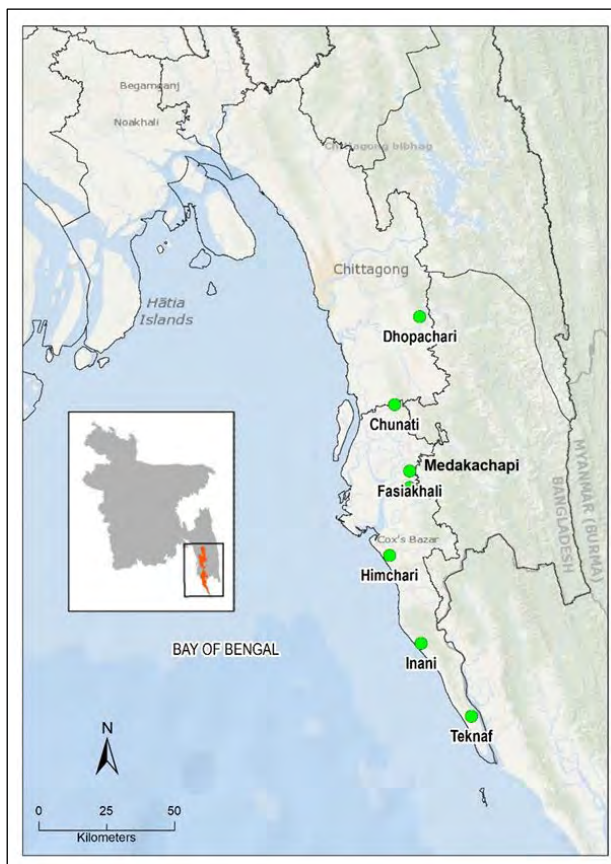 Begamganj
Noakhali
Chittagong bibhag
Chittagong
Hātia
Islands
Dhopachari
Chunati
Medakachapi
Fasiakhali
MYANMAR (BURMA)
BANGLADESH
Cox's Bazar
Himchari
BAY OF BENGAL
Inani
Teknaf
N
0 25 50
Kilometers